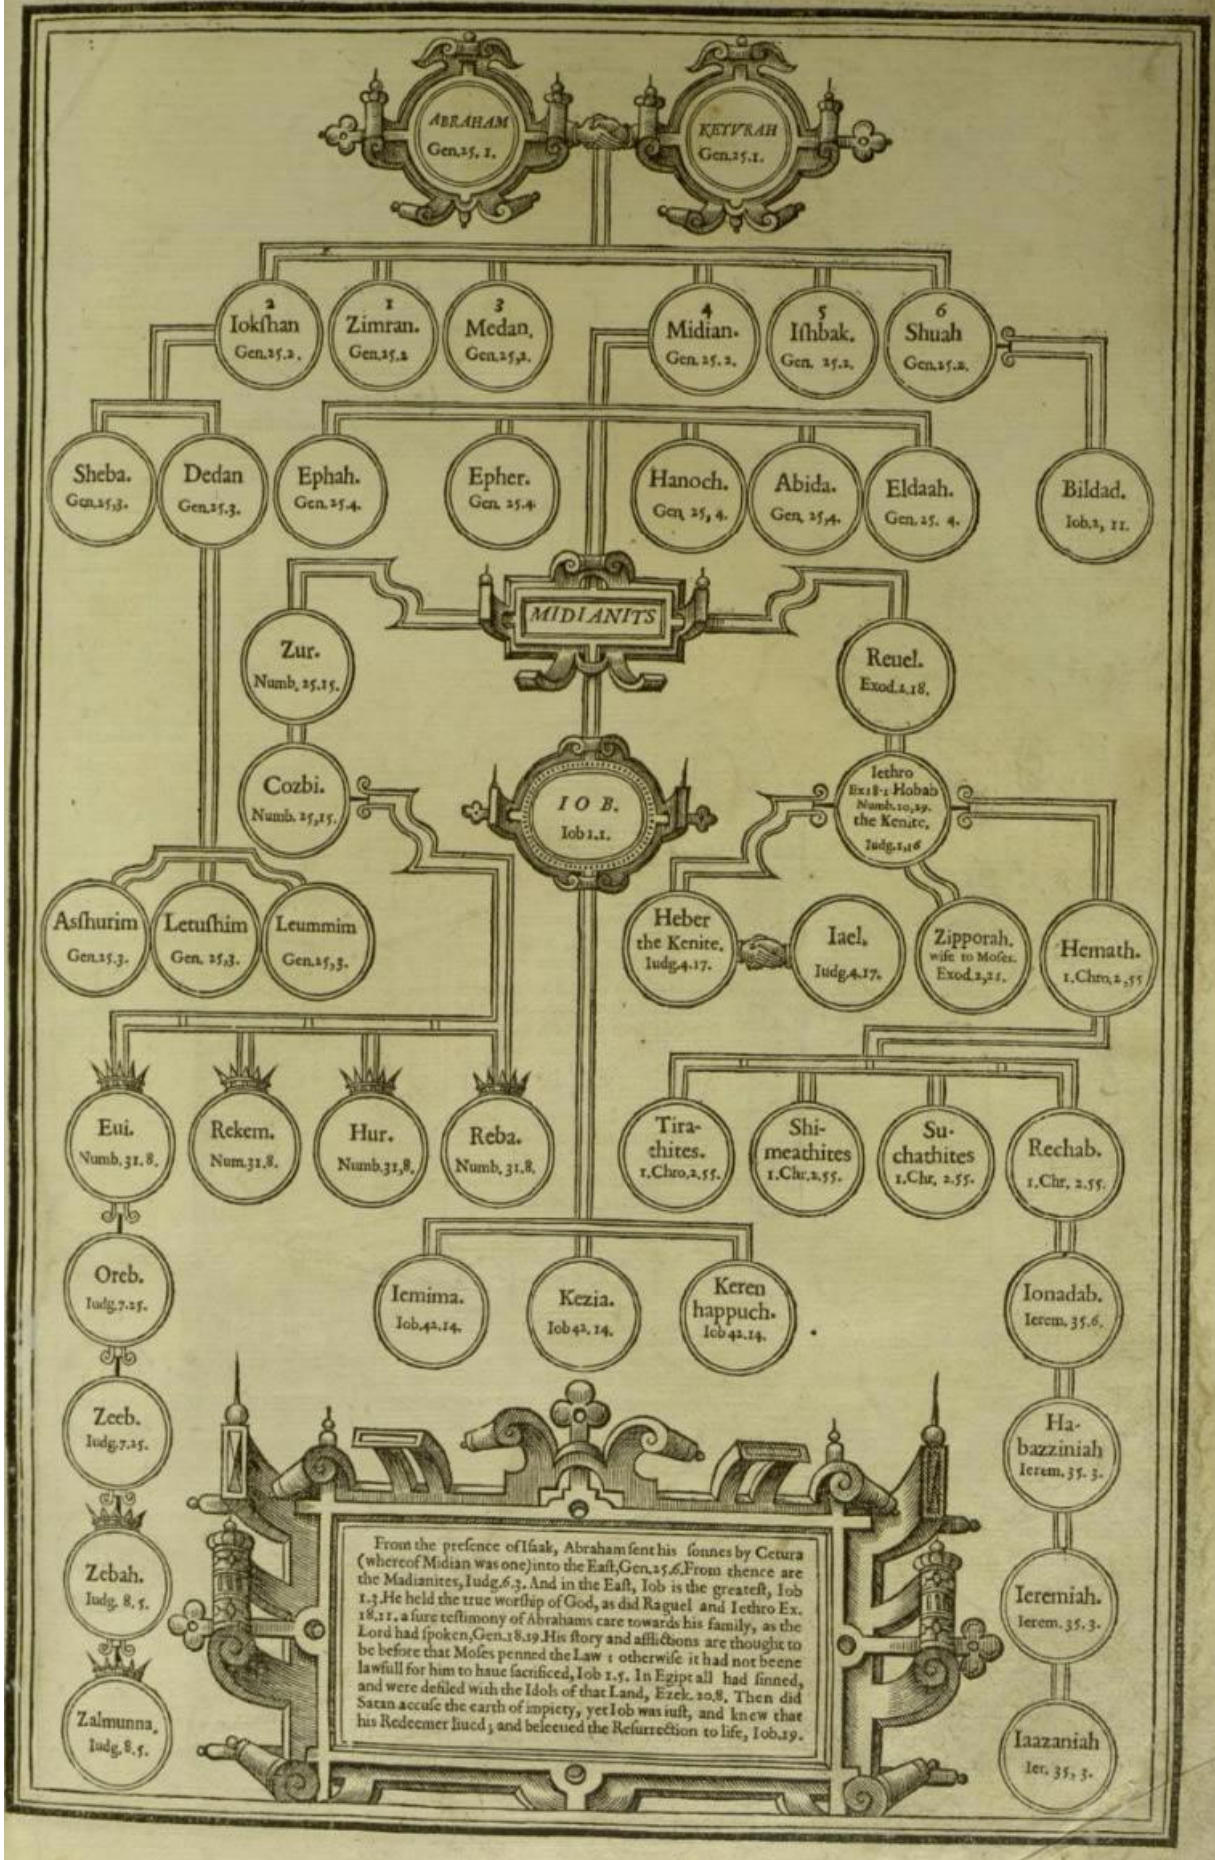 ABRAHAM
Gen.25. 1.
KETVRAH
Gen.25.1.
2
Iokſhan
Gen.25.2.
1
Zimran.
Gen.25.2
3
Medan.
Gen.25,2.
4
Midian.
Gen.25.2.
5
Iſhbak.
Gen. 25.2.
6
Shuah
Gen.25.2.
Sheba.
Gen.25,3.
Dedan
Gen.25.3.
Ephah.
Gen.25.4.
Epher.
Gen. 25.4
Hanoch.
Gen. 25, 4.
Abida.
Gen. 25,4.
Eldaah.
Gen. 25. 4.
Bildad.
Iob.2, 11.
MIDIANITS
Zur.
Numb. 25.15.
Reuel.
Exod.2.18.
Cozbi.
Numb. 25,15.
IOB.
Iob 1.1.
Iethro
Ex18.1 Hobab
Numb.10,29.
the Kenite.
Iudg.1,16
Aſſhurim
Gen.25.3.
Letuſhim
Gen. 25,3.
Leummim
Gen.25,3.
Heber
the Kenite.
Iudg.4.17.
Iael.
Iudg.4.17.
Zipporah.
wife to Moſes.
Exod.2,21.
Hemath.
1.Chro.2,55
Eui.
Numb.31.8.
Rekem.
Num.31.8.
Hur.
Numb.31,8.
Reba.
Numb.31.8.
Tira-
thites.
1.Chro,2.55.
Shi-
meathites
1.Chr.2.55.
Su-
chathites
1.Chr. 2.55.
Rechab.
1.Chr. 2.55.
Oreb.
Iudg.7.25.
Iemima.
Iob.42.14.
Kezia.
Iob 42. 14.
Keren
happuch.
Iob 42.14.
Ionadab.
Ierem. 35.6.
Zeeb.
Iudg.7.25.
Ha-
bazziniah
Ierem. 35. 3.
Zebah.
Iudg. 8.5.
Ieremiah.
Ierem. 35.3.
Zalmunna.
Iudg. 8.5.
Iaazaniah
Ier. 35, 3.
From the preſence of Iſaak, Abraham ſent his ſonnes by Cetura
(whereof Midian was one) into the Eaſt, Gen.25.6. From thence are
the Madianites, Iudg.6.3. And in the Eaſt, Iob is the greateſt, Iob
1.3. He held the true worſhip of God, as did Raguel and Iethro Ex.
18.11. a ſure teſtimony of Abrahams care towards his family, as the
Lord had ſpoken, Gen.18.19. His ſtory and afflictions are thought to
be before that Moſes penned the Law : otherwiſe it had not beene
lawfull for him to haue ſacrificed, Iob 1.5. In Egipt all had ſinned,
and were defiled with the Idols of that Land, Ezek. 20.8. Then did
Satan accuſe the earth of impiety, yet Iob was iuſt, and knew that
his Redeemer liued; and beleeued the Reſurrection to life, Iob.19.